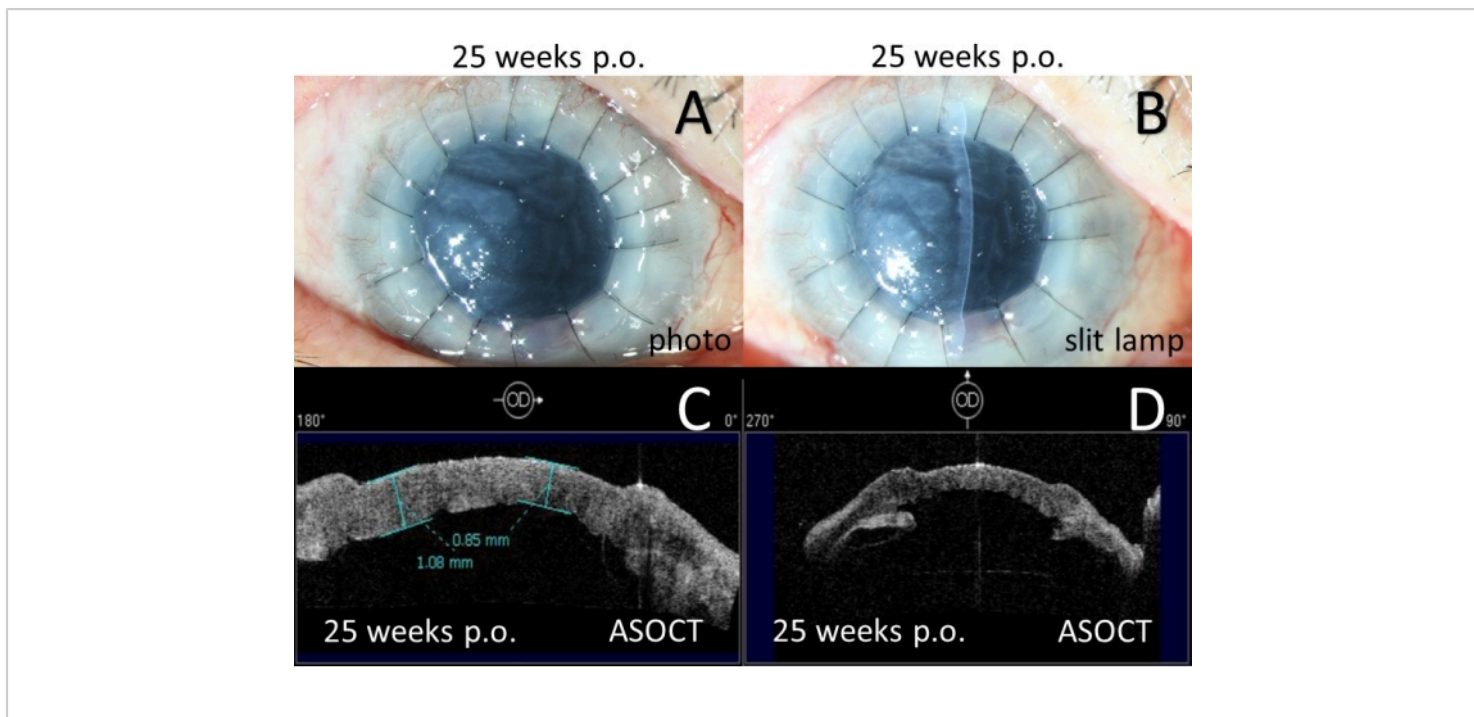 25 weeks p.o.
25 weeks p.o.
A
B
photo
slit lamp
OD
C
OD
D
180°
0°
270°
90°
0.85 mm
1.08 mm
25 weeks p.o.
ASOCT
25 weeks p.o.
ASOCT